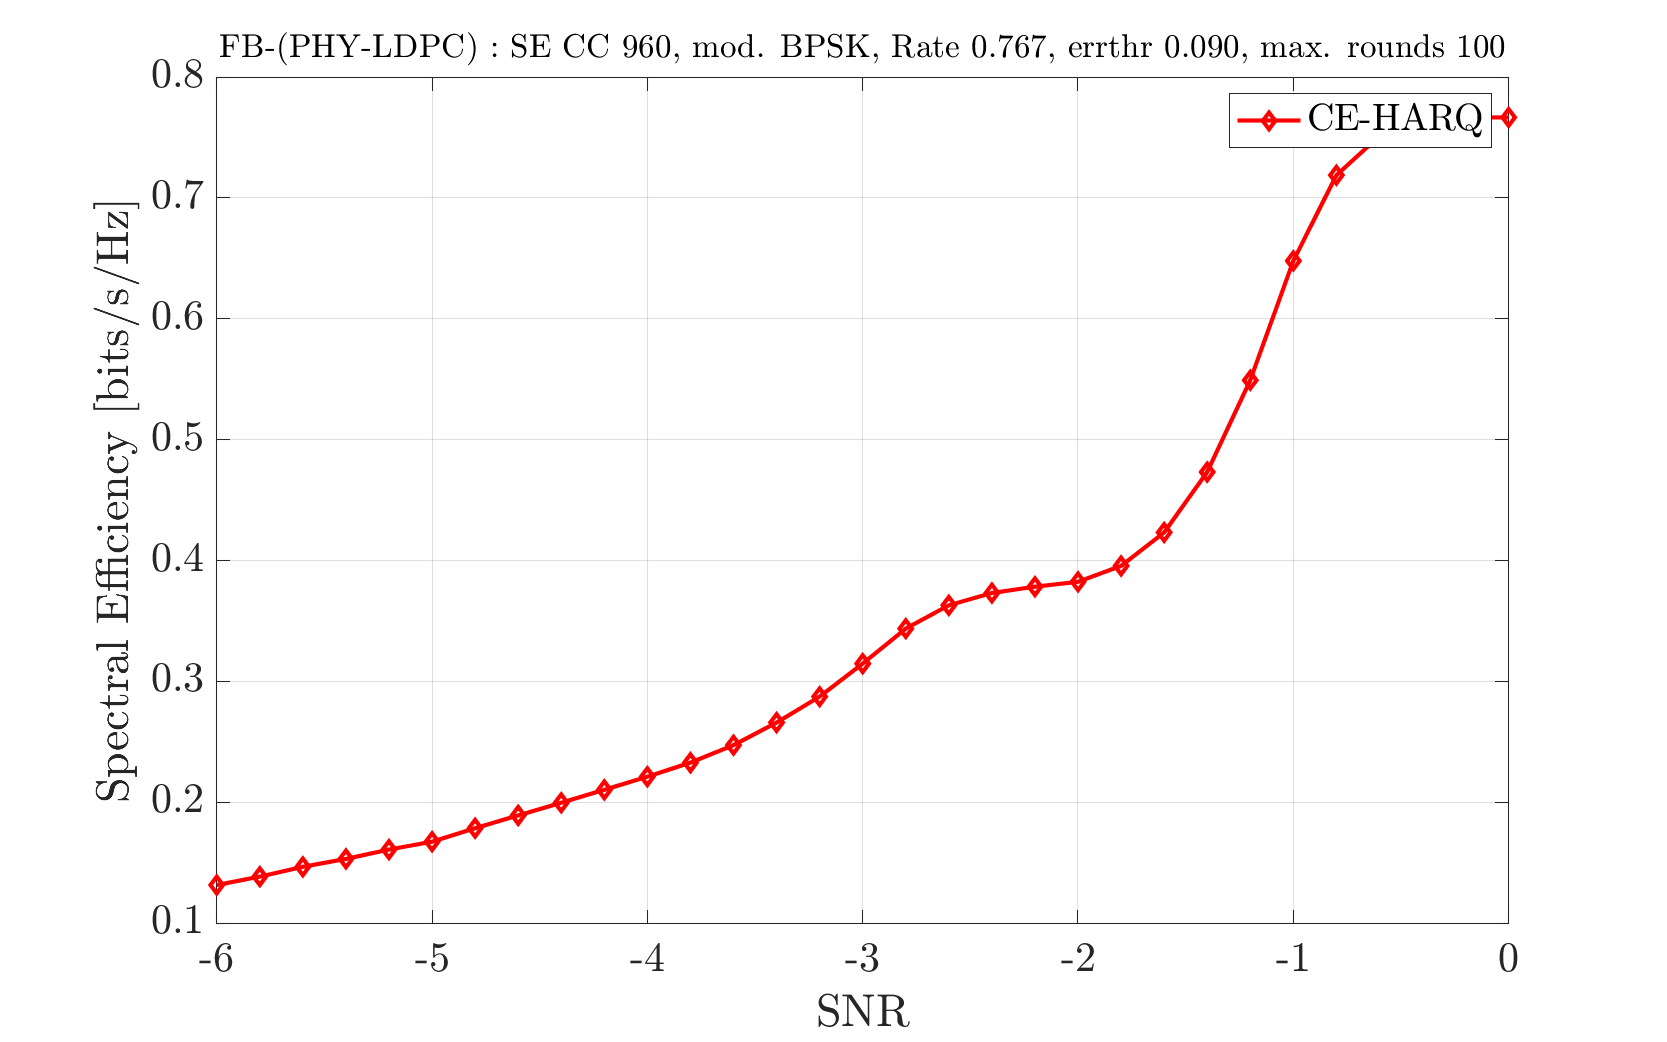 FB-(PHY-LDPC) : SE CC 960, mod. BPSK, Rate 0.767, errthr 0.090, max. rounds 100
CE-HARQ
Spectral Efficiency [bits/s/Hz]
0.8
0.7
0.6
0.5
0.4
0.3
0.2
0.1
-6 -5 -4 -3 -2 -1 0
SNR